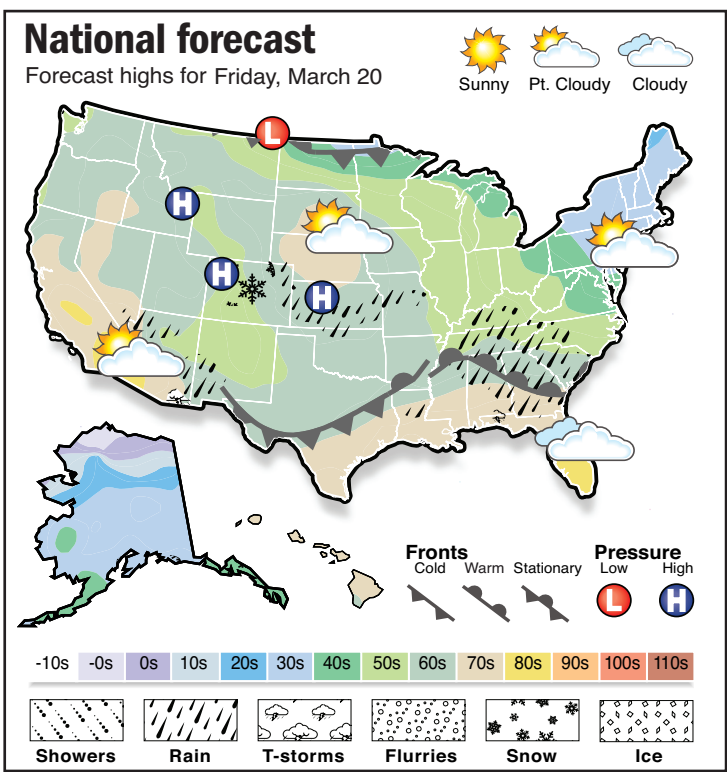 National forecast
Forecast highs for Friday, March 20
Sunny Pt. Cloudy Cloudy
L
H
H
H
Fronts Pressure
Cold Warm Stationary Low High
L H
-10s -0s 0s 10s 20s 30s 40s 50s 60s 70s 80s 90s 100s 110s
Showers Rain T-storms Flurries Snow Ice